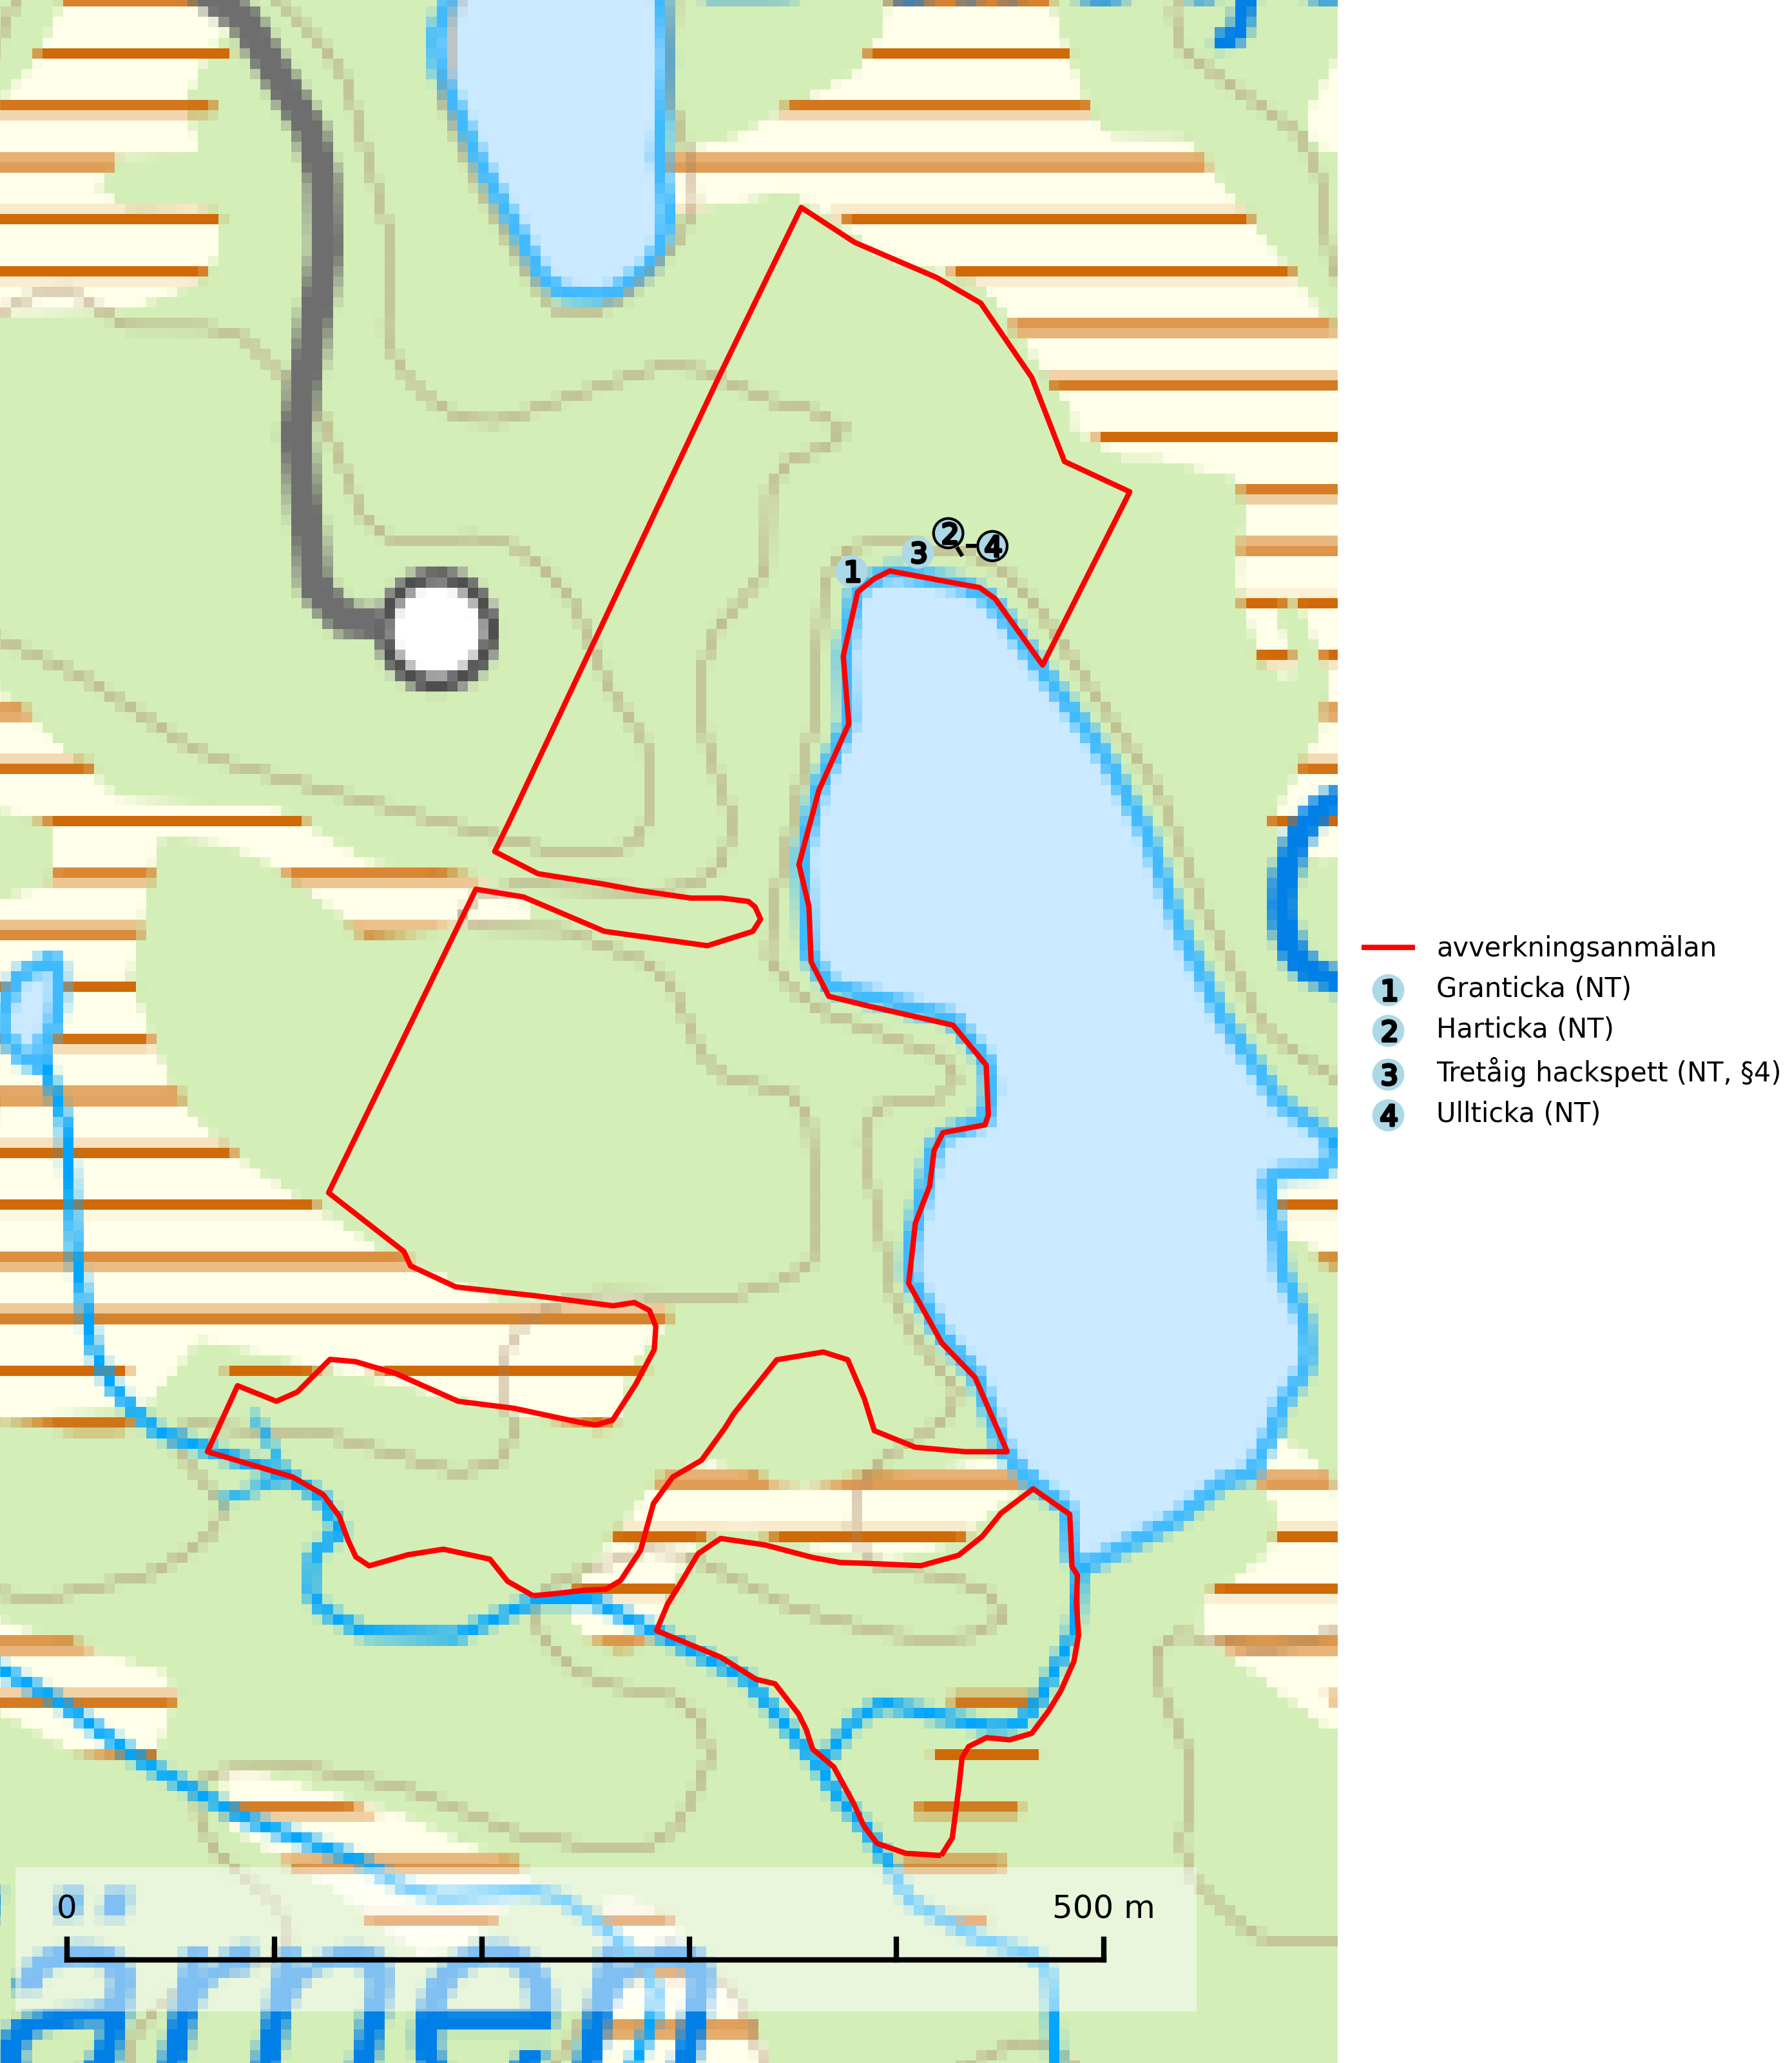 2
4
3
1
avverkningsanmälan
1 Granticka (NT)
2 Harticka (NT)
3 Tretåig hackspett (NT, §4)
4 Ullticka (NT)
0 500 m